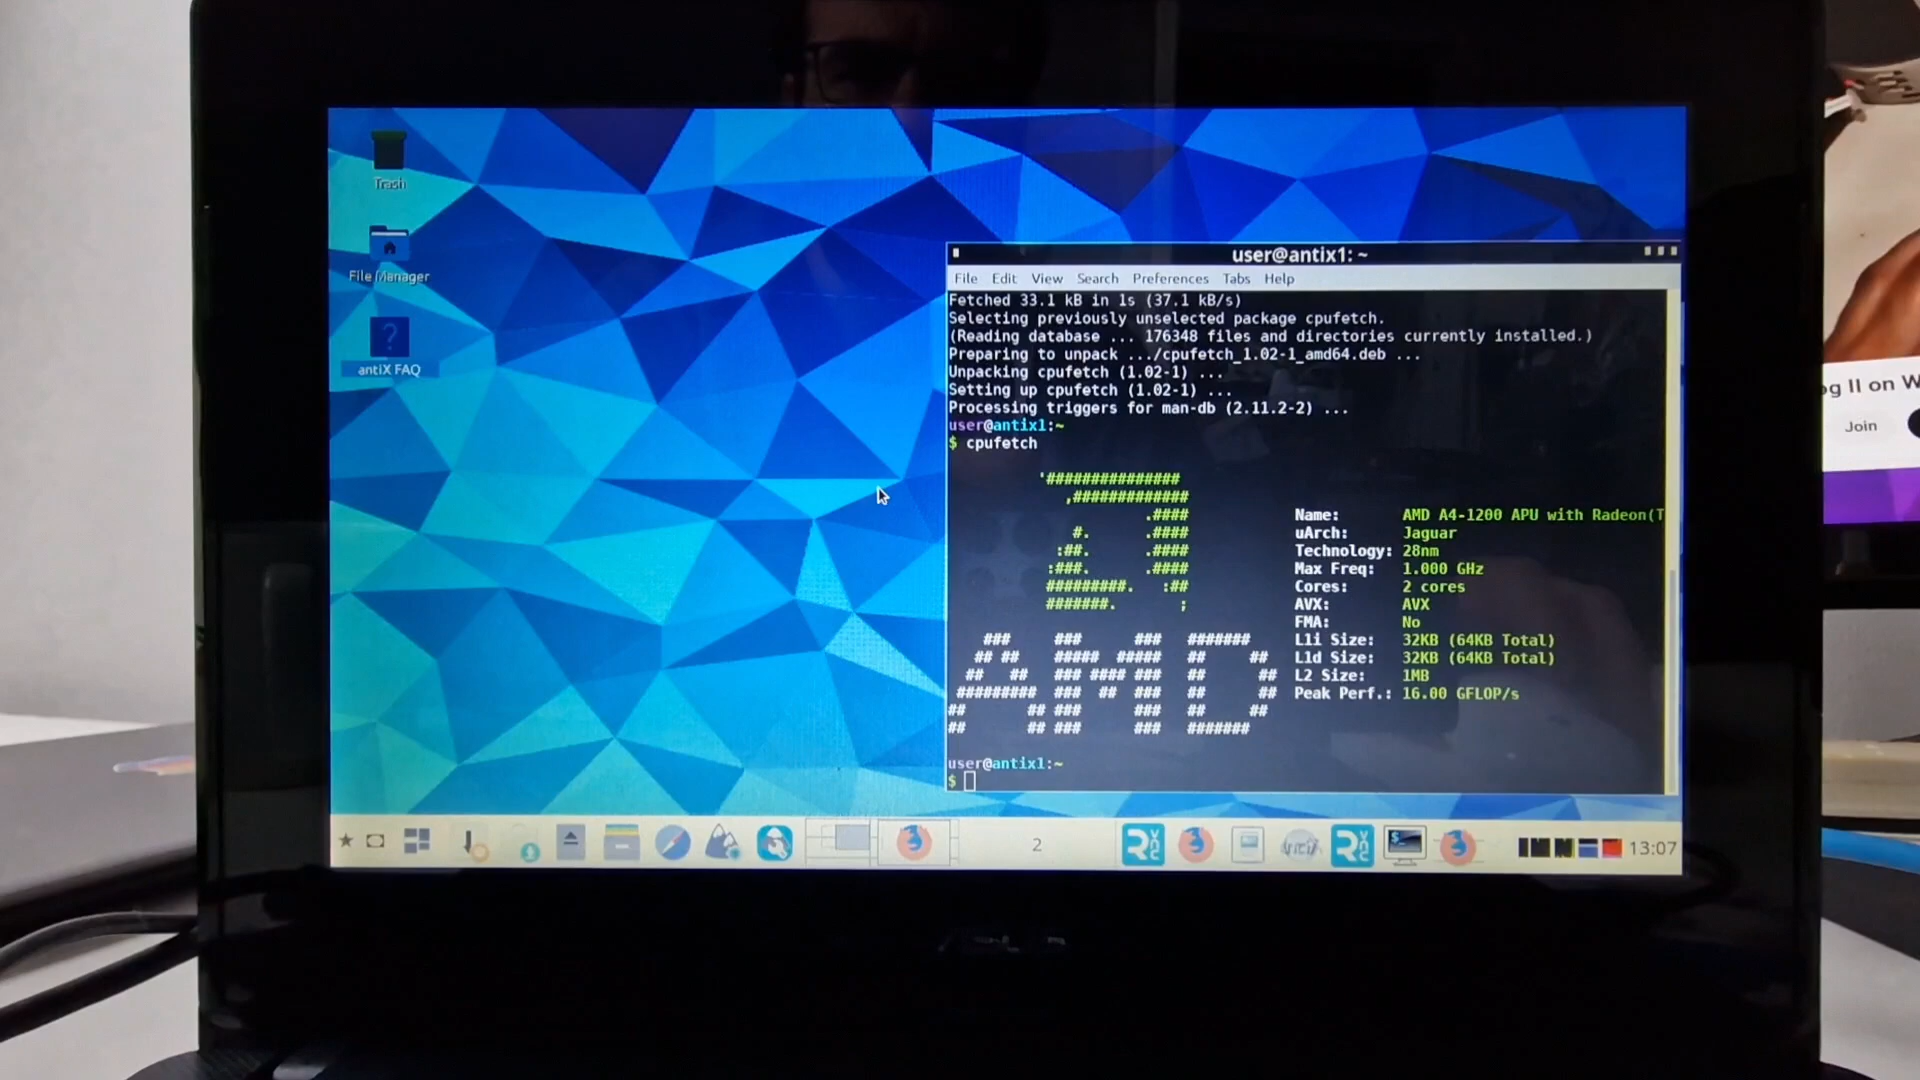 Trash
File Manager
?
antiX FAQ
user@antix1: ~
File Edit View Search Preferences Tabs Help
Fetched 33.1 kB in 1s (37.1 kB/s)
Selecting previously unselected package cpufetch.
(Reading database ... 176348 files and directories currently installed.)
Preparing to unpack .../cpufetch_1.02-1_amd64.deb ...
Unpacking cpufetch (1.02-1) ...
Setting up cpufetch (1.02-1) ...
Processing triggers for man-db (2.11.2-2) ...
user@antix1:~
$ cpufetch
AMD
Name: AMD A4-1200 APU with Radeon(T
uArch: Jaguar
Technology: 28nm
Max Freq: 1.000 GHz
Cores: 2 cores
AVX: AVX
FMA: No
L1i Size: 32KB (64KB Total)
L1d Size: 32KB (64KB Total)
L2 Size: 1MB
Peak Perf.: 16.00 GFLOP/s
user@antix1:~
$
2
13:07
ASUS
og II on W
Join